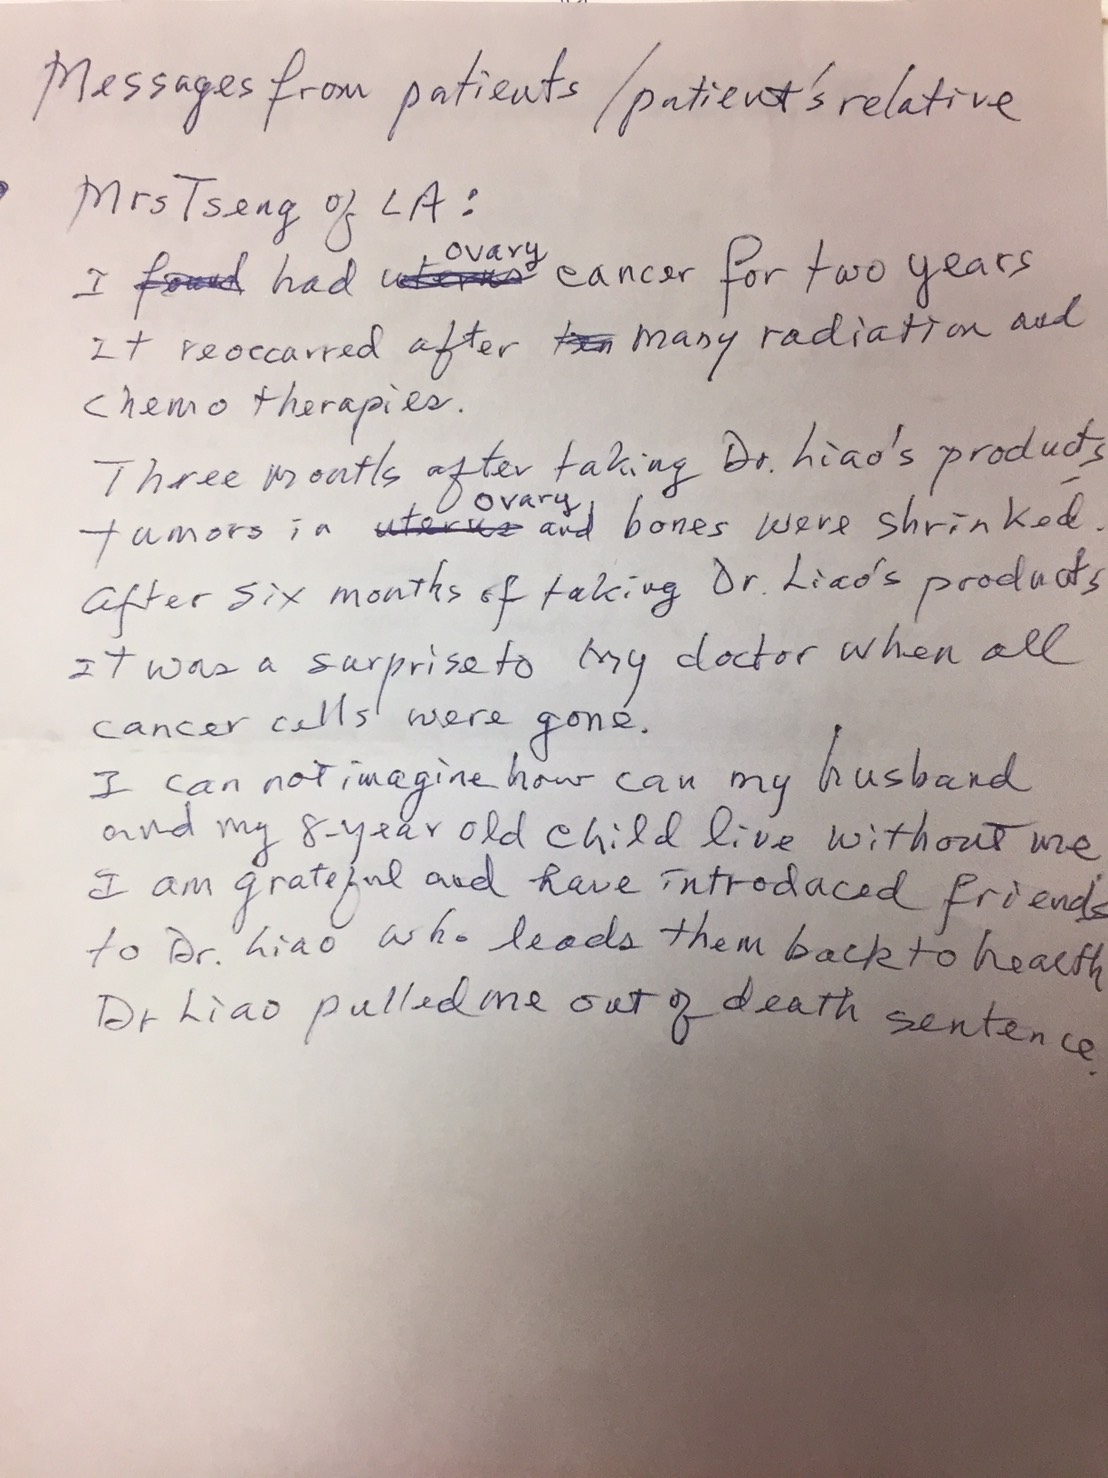 Messages from patients / patient's relative
Mrs Tseng of LA:
I found had uterus ovary cancer for two years
It reoccarred after ten many radiation and
chemo therapies.
Three months after taking Dr. Liao's products
tumors in uterus ovary and bones were shrinked.
after six months of taking Dr. Liao's products
It was a surprise to my doctor when all
cancer cells were gone.
I can not imagine how can my husband
and my 8-year old child live without me.
I am grateful and have introduced friends
to Dr. Liao who leads them back to health
Dr Liao pulled me out of death sentence.